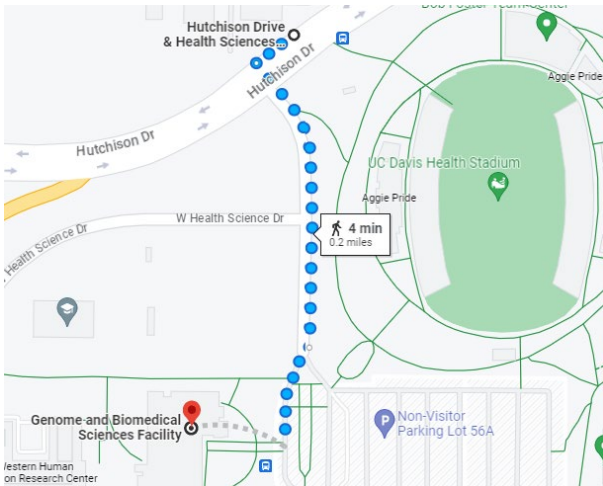 Hutchison Drive
& Health Sciences...
Bob Foster Team Center
Aggie Pride
Hutchison Dr
Hutchison Dr
UC Davis Health Stadium
Aggie Pride
W Health Science Dr
4 min
0.2 miles
Health Science Dr
Genome and Biomedical
Sciences Facility
P
Non-Visitor
Parking Lot 56A
Western Human
on Research Center